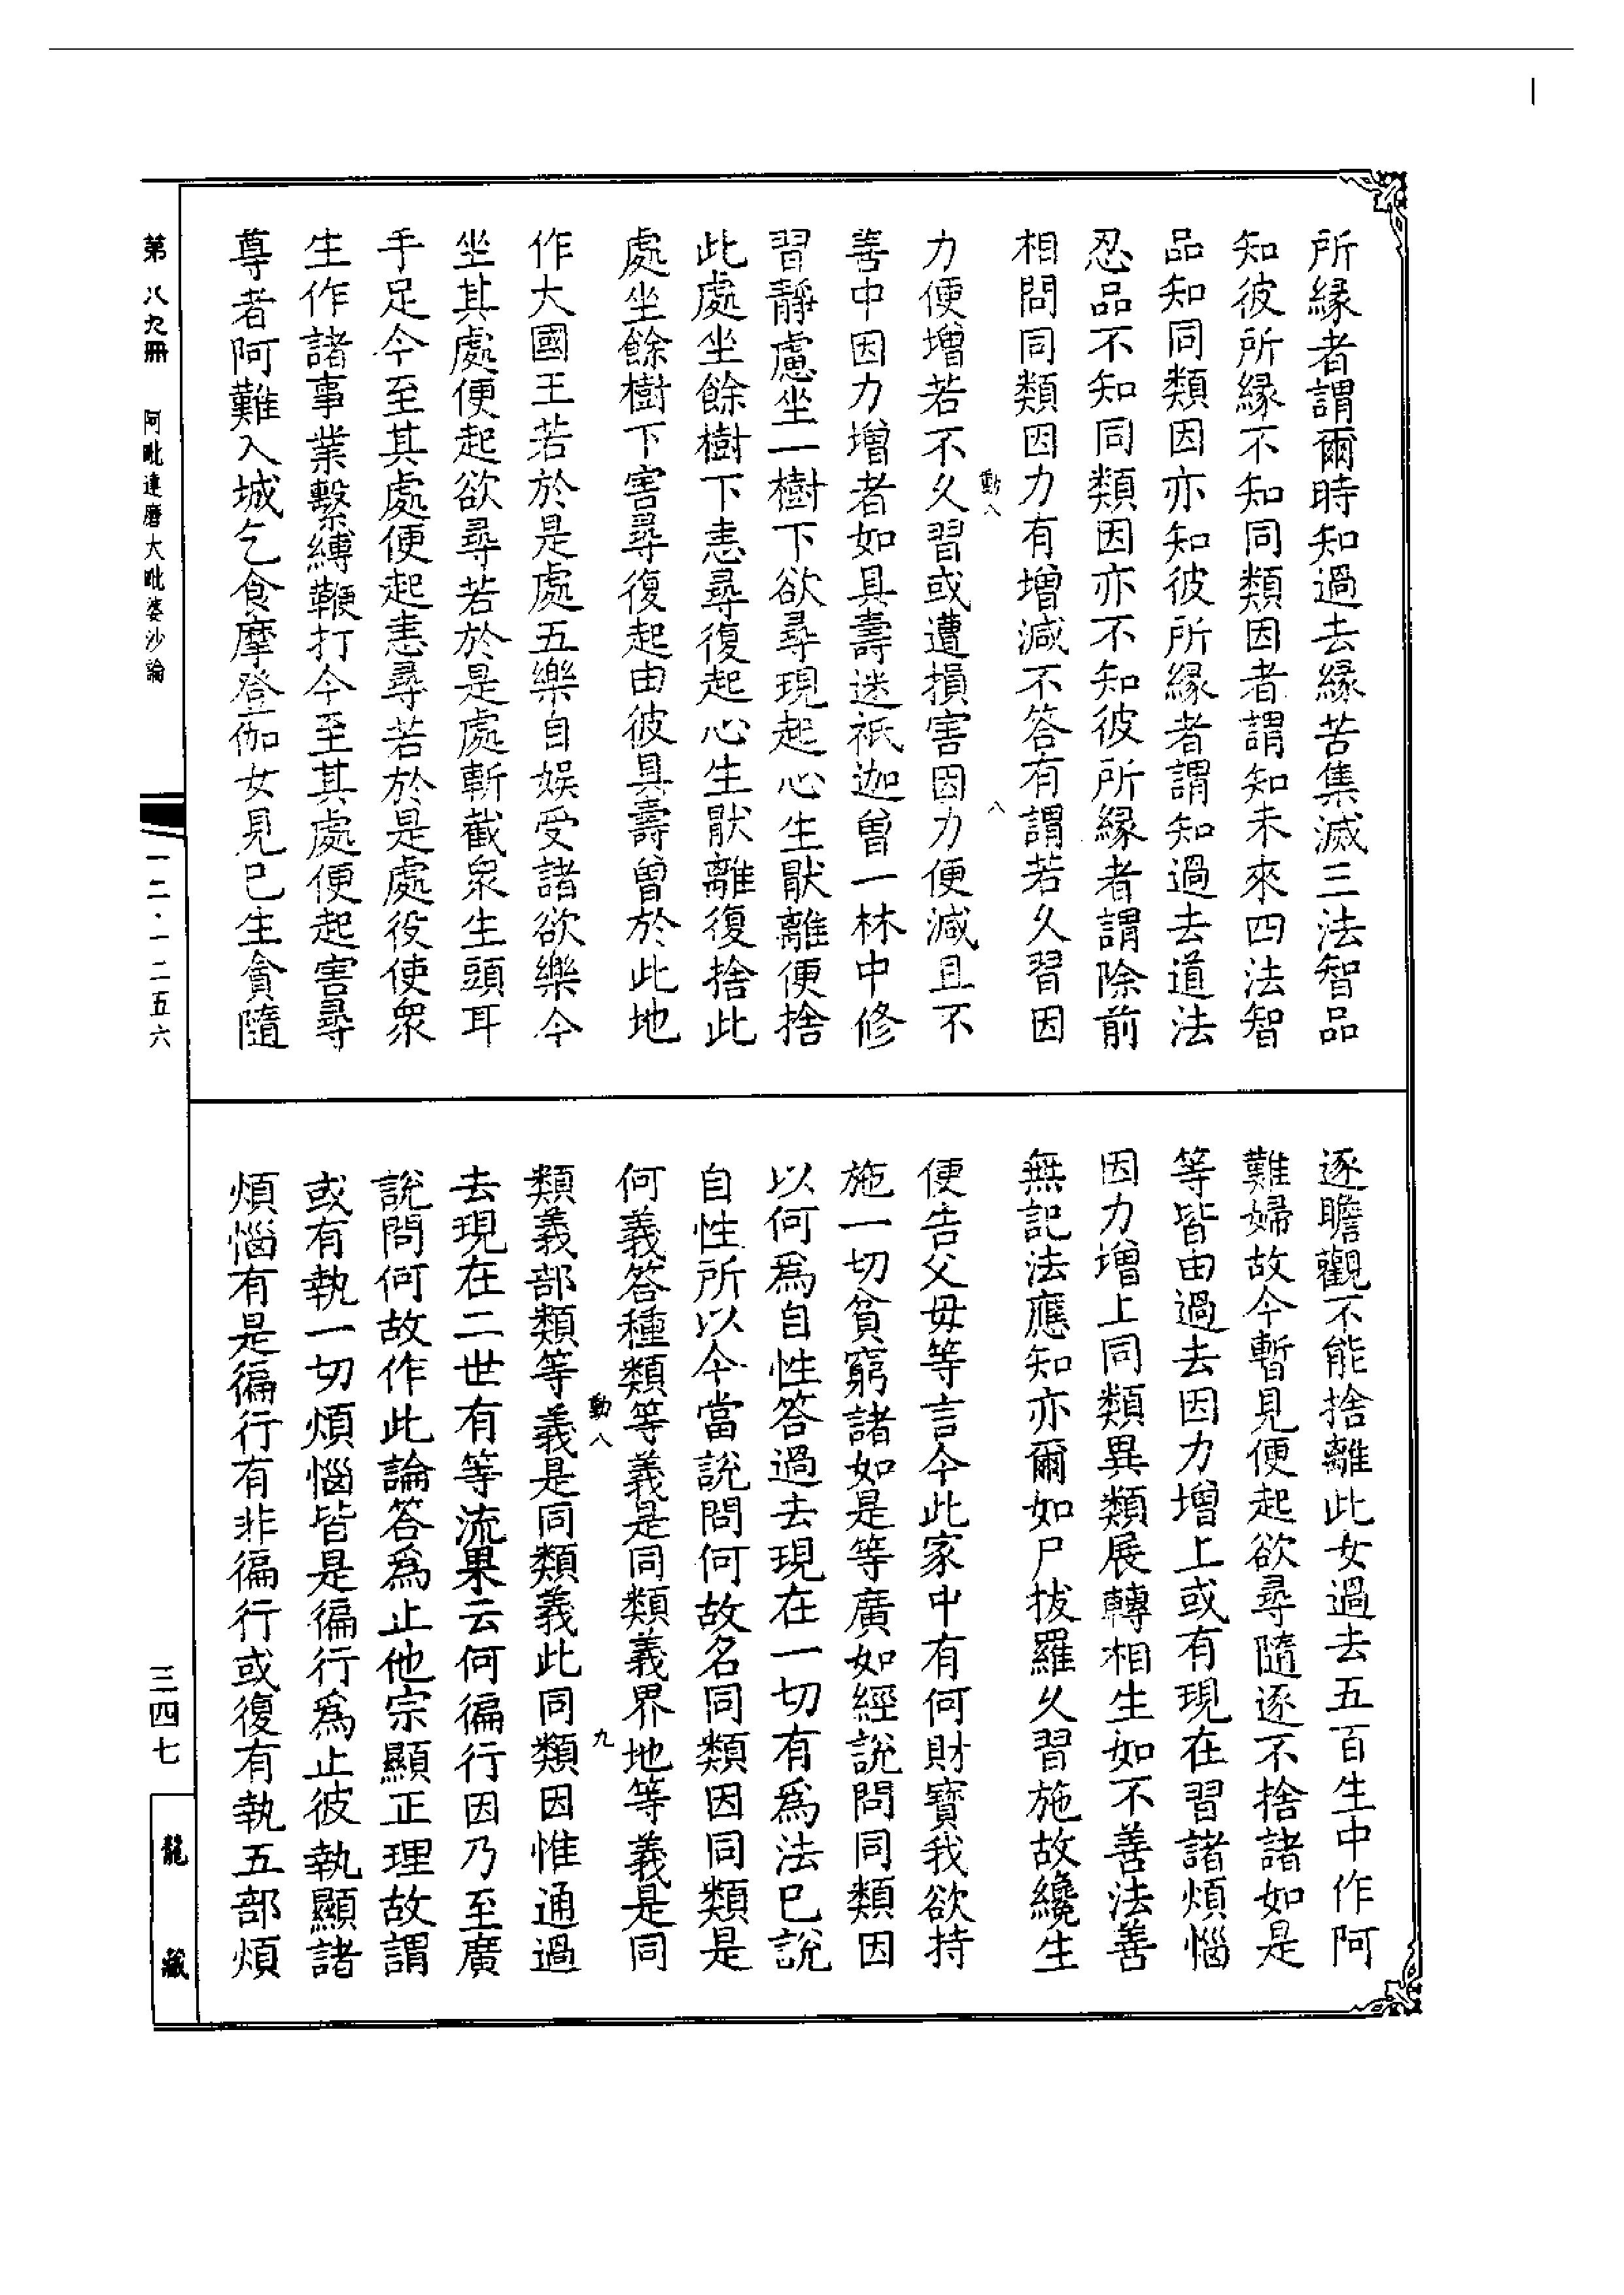 所緣者謂爾時知過去緣苦集滅三法智品
知彼所緣不知同類因者謂知未來四法智
品知同類因亦知彼所緣者謂知過去道法
忍品不知同類因亦不知彼所緣者謂除前
相問同類因力有增減不答有謂若久習因
動八
八
力便增若不久習或遭損害因力便減且不
善中因力增者如具壽迷祇迦曾一林中修
習靜慮坐一樹下欲尋現起心生厭離便捨
此處坐餘樹下恚尋復起心生厭離復捨此
處坐餘樹下害尋復起由彼具壽曾於此地
作大國王若於是處五樂自娛受諸欲樂今
坐其處便起欲尋若於是處斬截眾生頭耳
手足今至其處便起恚尋若於是處役使眾
生作諸事業繫縛鞭打今至其處便起害尋
尊者阿難入城乞食摩登伽女見已生貪隨
逐瞻觀不能捨離此女過去五百生中作阿
難婦故今暫見便起欲尋隨逐不捨諸如是
等皆由過去因力增上或有現在習諸煩惱
因力增上同類異類展轉相生如不善法善
無記法應知亦爾如尸拔羅久習施故纔生
便告父母等言今此家中有何財寶我欲持
施一切貧窮諸如是等廣如經說問同類因
以何為自性答過去現在一切有為法已說
自性所以今當說問何故名同類因同類是
何義答種類等義是同類義界地等義是同
動八
九
類義部類等義是同類義此同類因惟通過
去現在二世有等流果云何徧行因乃至廣
說問何故作此論答為止他宗顯正理故謂
或有執一切煩惱皆是徧行為止彼執顯諸
煩惱有是徧行有非徧行或復有執五部煩
第八九冊　阿毗達磨大毗婆沙論
一二·一二五六
三四七
龍藏